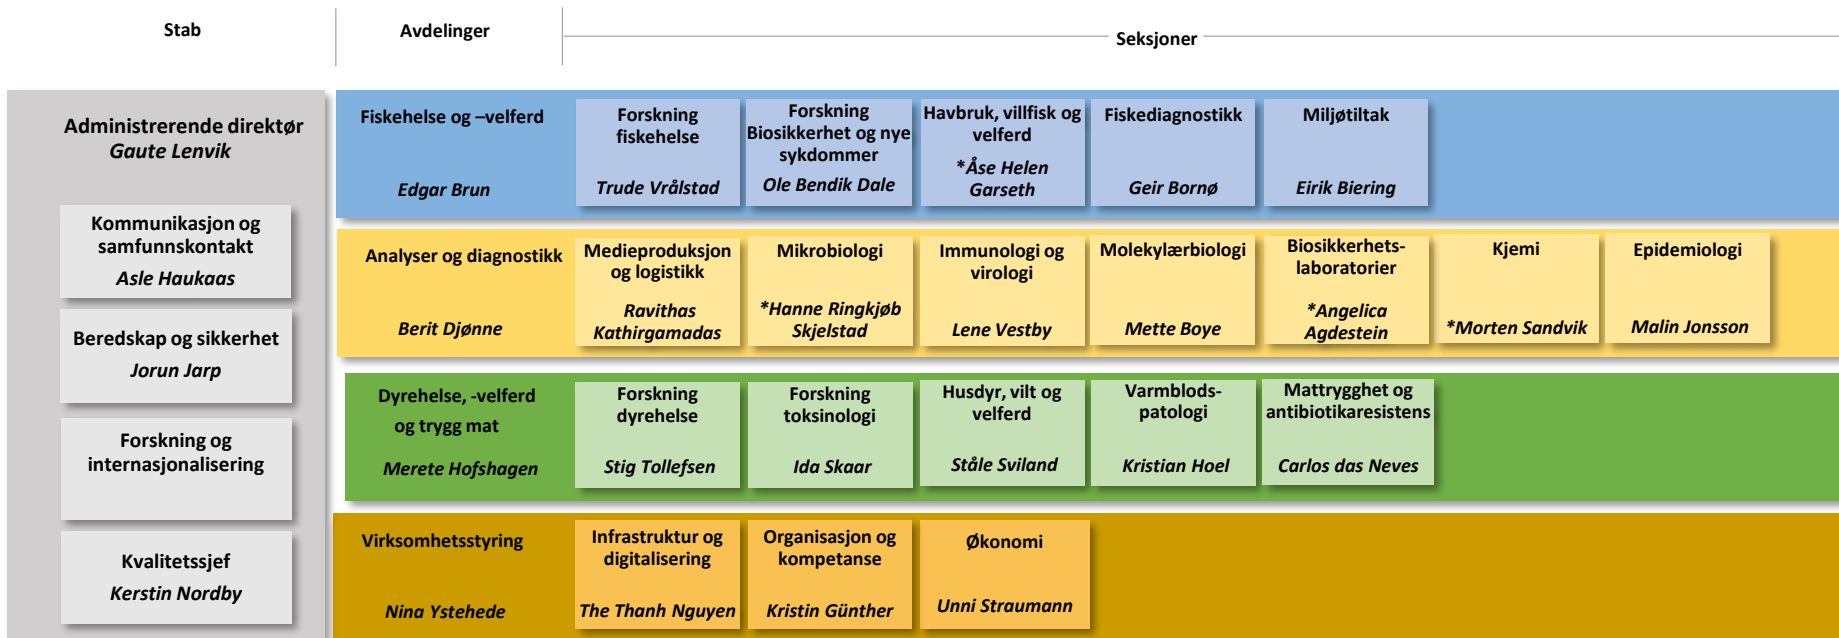 Stab
Avdelinger
Seksjoner
Administrerende direktør
Gaute Lenvik
Kommunikasjon og
samfunnskontakt
Asle Haukaas
Beredskap og sikkerhet
Jorun Jarp
Forskning og
internasjonalisering
Kvalitetssjef
Kerstin Nordby
Fiskehelse og –velferd
Edgar Brun
Forskning
fiskehelse
Trude Vrålstad
Forskning
Biosikkerhet og nye
sykdommer
Ole Bendik Dale
Havbruk, villfisk og
velferd
*Åse Helen
Garseth
Fiskediagnostikk
Geir Bornø
Miljøtiltak
Eirik Biering
Analyser og diagnostikk
Berit Djønne
Medieproduksjon
og logistikk
Ravithas
Kathirgamadas
Mikrobiologi
*Hanne Ringkjøb
Skjelstad
Immunologi og
virologi
Lene Vestby
Molekylærbiologi
Mette Boye
Biosikkerhets-
laboratorier
*Angelica
Agdestein
Kjemi
*Morten Sandvik
Epidemiologi
Malin Jonsson
Dyrehelse, -velferd
og trygg mat
Merete Hofshagen
Forskning
dyrehelse
Stig Tollefsen
Forskning
toksinologi
Ida Skaar
Husdyr, vilt og
velferd
Ståle Sviland
Varmblods-
patologi
Kristian Hoel
Mattrygghet og
antibiotikaresistens
Carlos das Neves
Virksomhetsstyring
Nina Ystehede
Infrastruktur og
digitalisering
The Thanh Nguyen
Organisasjon og
kompetanse
Kristin Günther
Økonomi
Unni Straumann